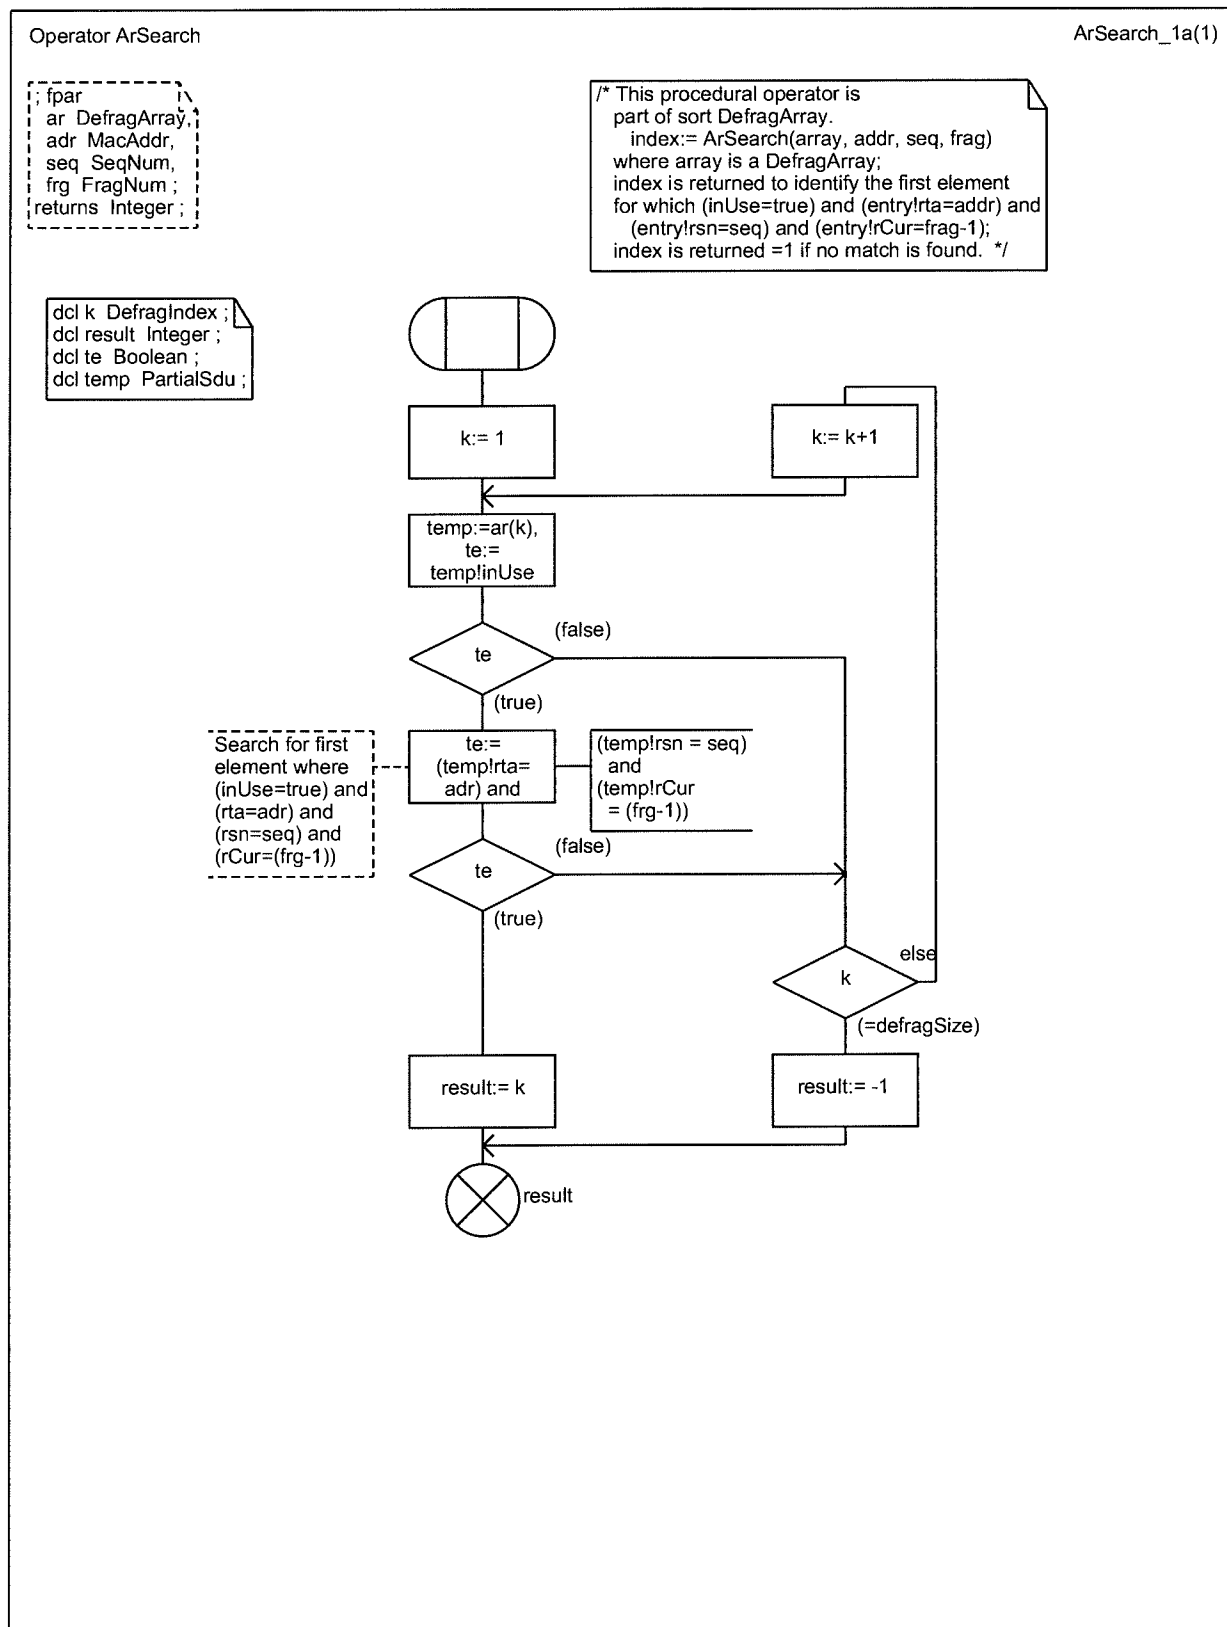 Operator ArSearch
ArSearch_1a(1)
; fpar
ar DefragArray,
adr MacAddr,
seq SeqNum,
frg FragNum ;
returns Integer ;
/* This procedural operator is
part of sort DefragArray.
index:= ArSearch(array, addr, seq, frag)
where array is a DefragArray;
index is returned to identify the first element
for which (inUse=true) and (entry!rta=addr) and
(entry!rsn=seq) and (entry!rCur=frag-1);
index is returned =1 if no match is found. */
dcl k DefragIndex ;
dcl result Integer ;
dcl te Boolean ;
dcl temp PartialSdu ;
k:= 1
k:= k+1
temp:=ar(k),
te:=
temp!inUse
te
(false)
(true)
Search for first
element where
(inUse=true) and
(rta=adr) and
(rsn=seq) and
(rCur=(frg-1))
te:=
(temp!rta=
adr) and
(temp!rsn = seq)
and
(temp!rCur
= (frg-1))
te
(false)
(true)
k
else
(=defragSize)
result:= k
result:= -1
result